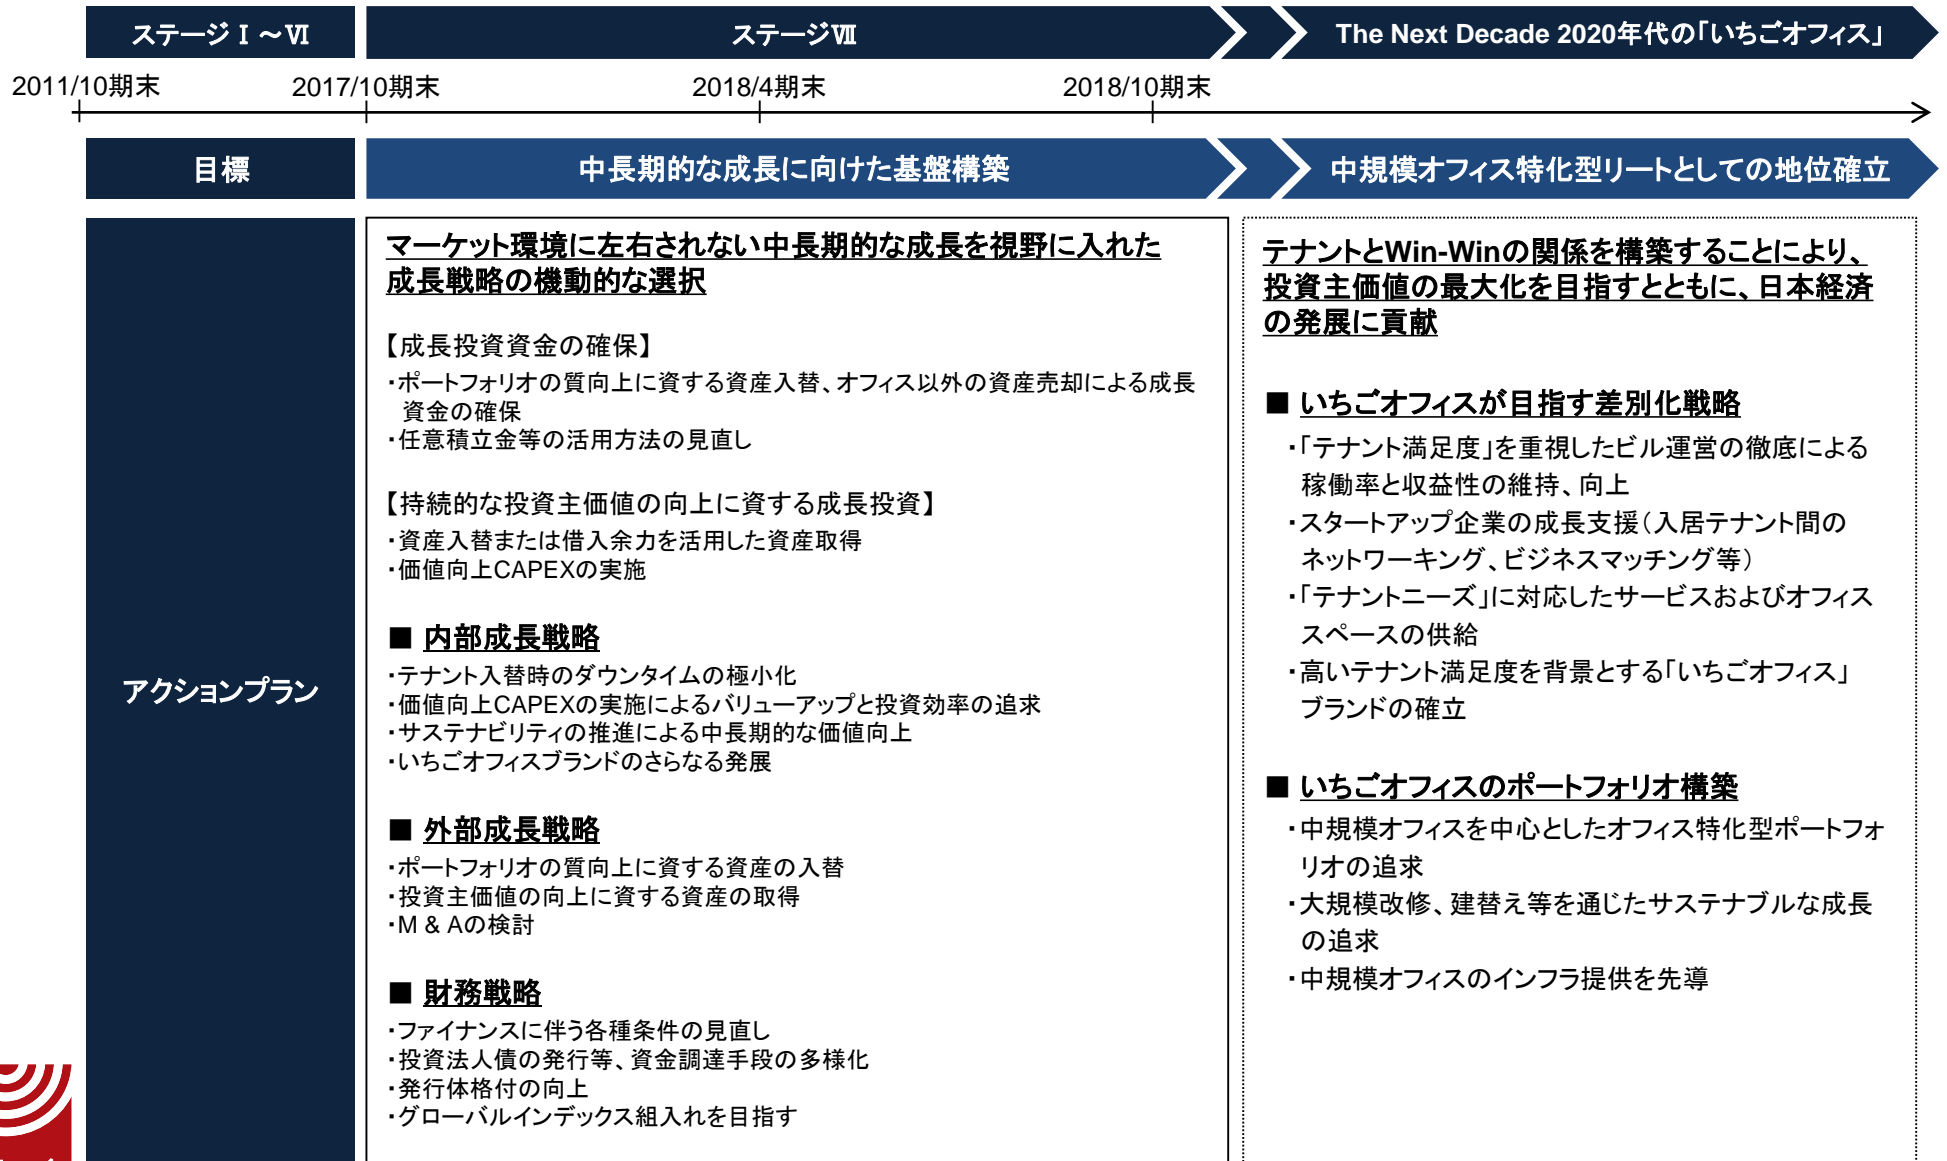 ステージⅠ～Ⅵ
ステージⅦ
The Next Decade 2020年代の「いちごオフィス」
2011/10期末
2017/10期末
2018/4期末
2018/10期末
目標
中長期的な成長に向けた基盤構築
中規模オフィス特化型リートとしての地位確立
アクションプラン
マーケット環境に左右されない中長期的な成長を視野に入れた
成長戦略の機動的な選択
【成長投資資金の確保】
・ポートフォリオの質向上に資する資産入替、オフィス以外の資産売却による成長
資金の確保
・任意積立金等の活用方法の見直し
【持続的な投資主価値の向上に資する成長投資】
・資産入替または借入余力を活用した資産取得
・価値向上CAPEXの実施
■ 内部成長戦略
・テナント入替時のダウンタイムの極小化
・価値向上CAPEXの実施によるバリューアップと投資効率の追求
・サステナビリティの推進による中長期的な価値向上
・いちごオフィスブランドのさらなる発展
■ 外部成長戦略
・ポートフォリオの質向上に資する資産の入替
・投資主価値の向上に資する資産の取得
・M & Aの検討
■ 財務戦略
・ファイナンスに伴う各種条件の見直し
・投資法人債の発行等、資金調達手段の多様化
・発行体格付の向上
・グローバルインデックス組入れを目指す
テナントとWin-Winの関係を構築することにより、
投資主価値の最大化を目指すとともに、日本経済
の発展に貢献
■ いちごオフィスが目指す差別化戦略
・「テナント満足度」を重視したビル運営の徹底による
稼働率と収益性の維持、向上
・スタートアップ企業の成長支援（入居テナント間の
ネットワーキング、ビジネスマッチング等）
・「テナントニーズ」に対応したサービスおよびオフィス
スペースの供給
・高いテナント満足度を背景とする「いちごオフィス」
ブランドの確立
■ いちごオフィスのポートフォリオ構築
・中規模オフィスを中心としたオフィス特化型ポートフォ
リオの追求
・大規模改修、建替え等を通じたサステナブルな成長
の追求
・中規模オフィスのインフラ提供を先導